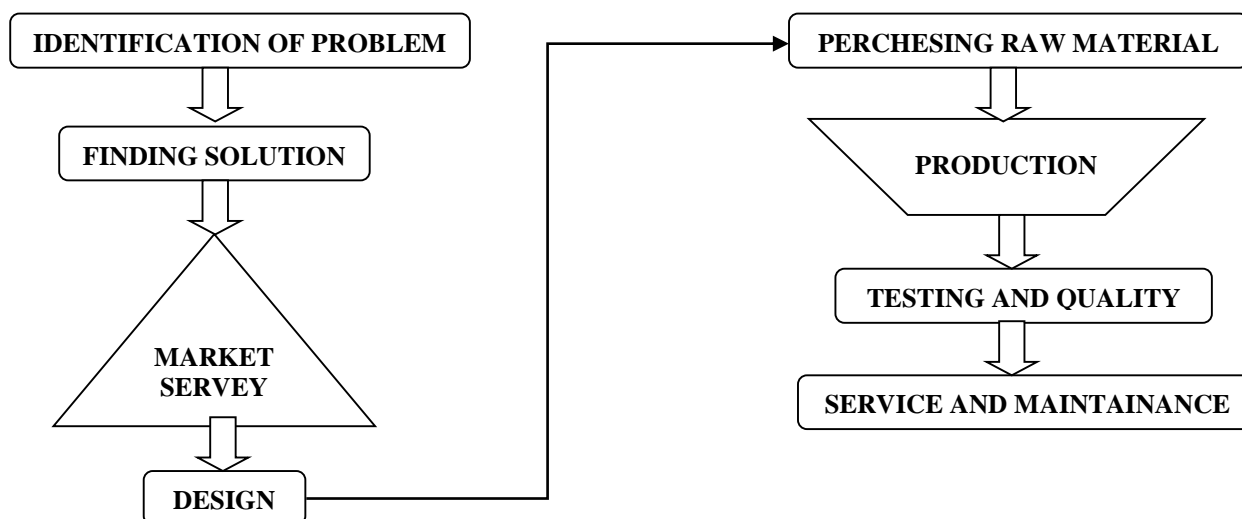 IDENTIFICATION OF PROBLEM
FINDING SOLUTION
MARKET
SERVEY
DESIGN
PERCHESING RAW MATERIAL
PRODUCTION
TESTING AND QUALITY
SERVICE AND MAINTAINANCE